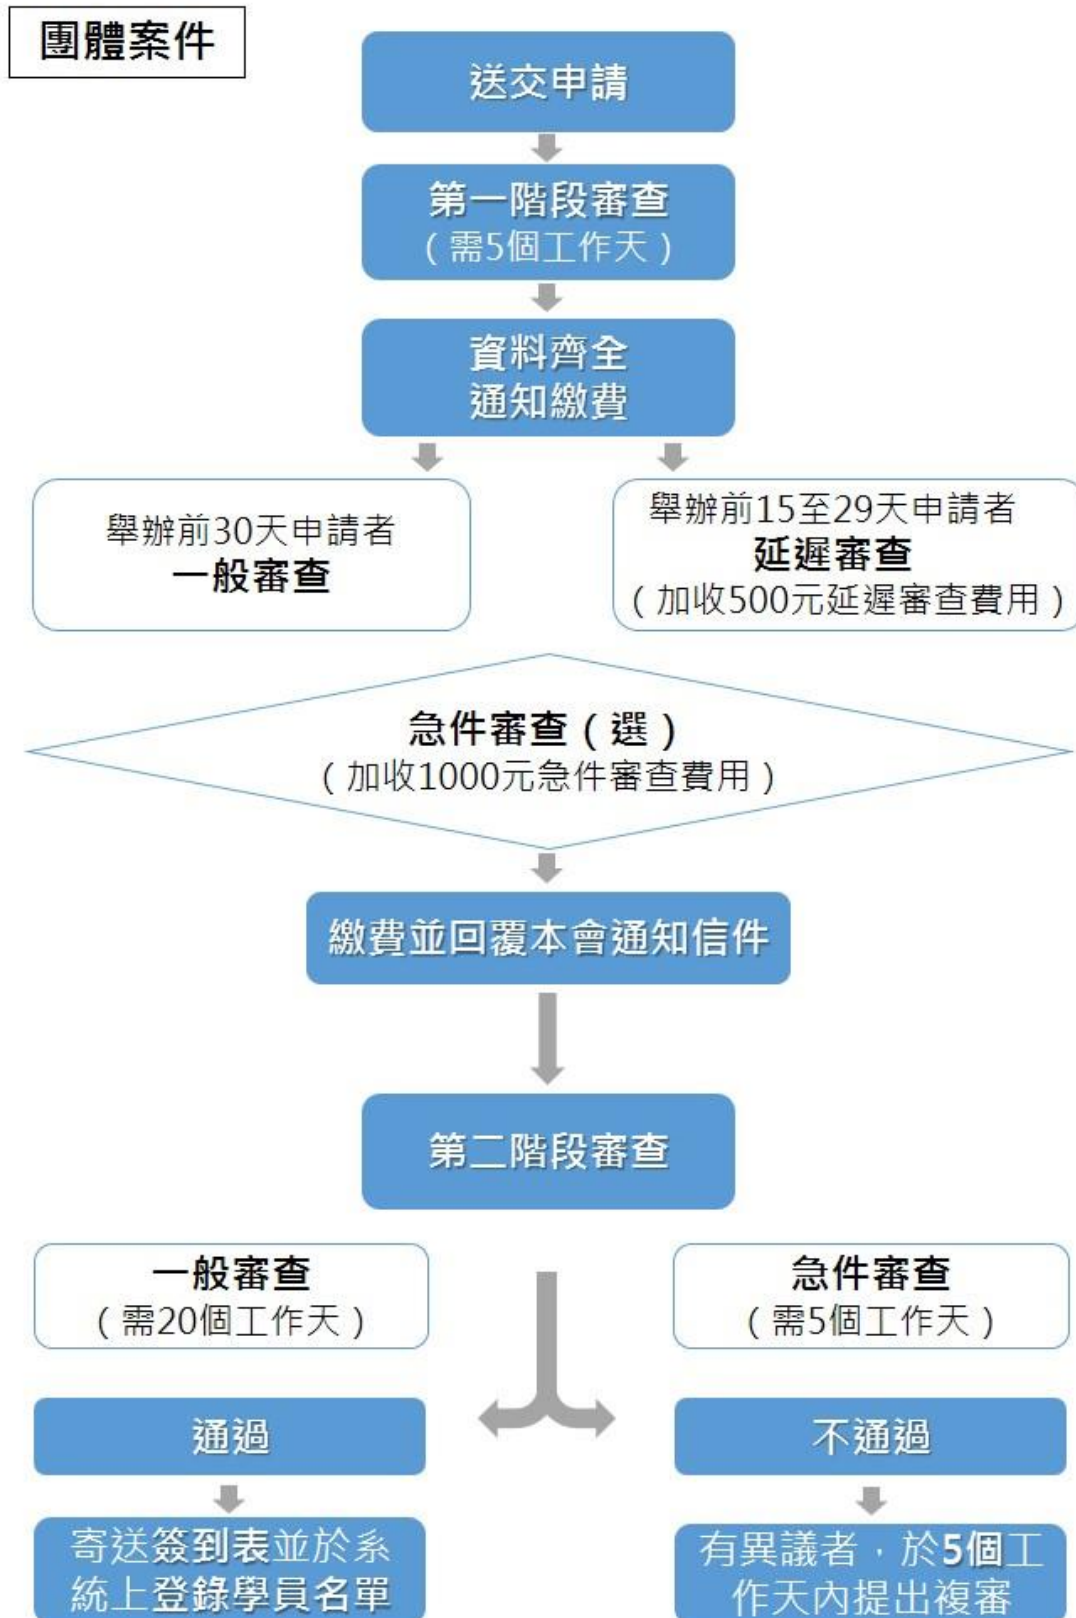 團體案件
送交申請
第一階段審查
（需5個工作天）
資料齊全
通知繳費
舉辦前30天申請者
一般審查
舉辦前15至29天申請者
延遲審查
（加收500元延遲審查費用）
急件審查（選）
（加收1000元急件審查費用）
繳費並回覆本會通知信件
第二階段審查
一般審查
（需20個工作天）
急件審查
（需5個工作天）
通過
不通過
寄送簽到表並於系
統上登錄學員名單
有異議者，於5個工
作天內提出複審